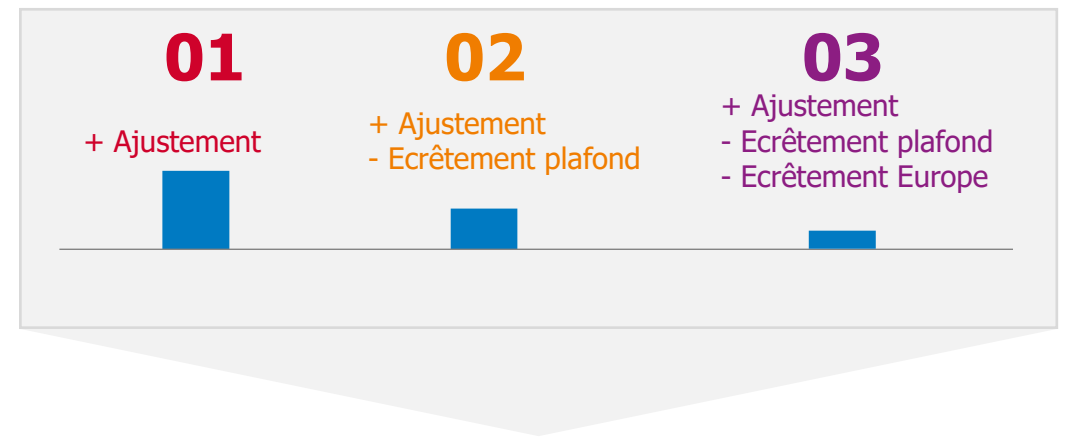 01
+ Ajustement
02
+ Ajustement
- Ecrêtement plafond
03
+ Ajustement
- Ecrêtement plafond
- Ecrêtement Europe